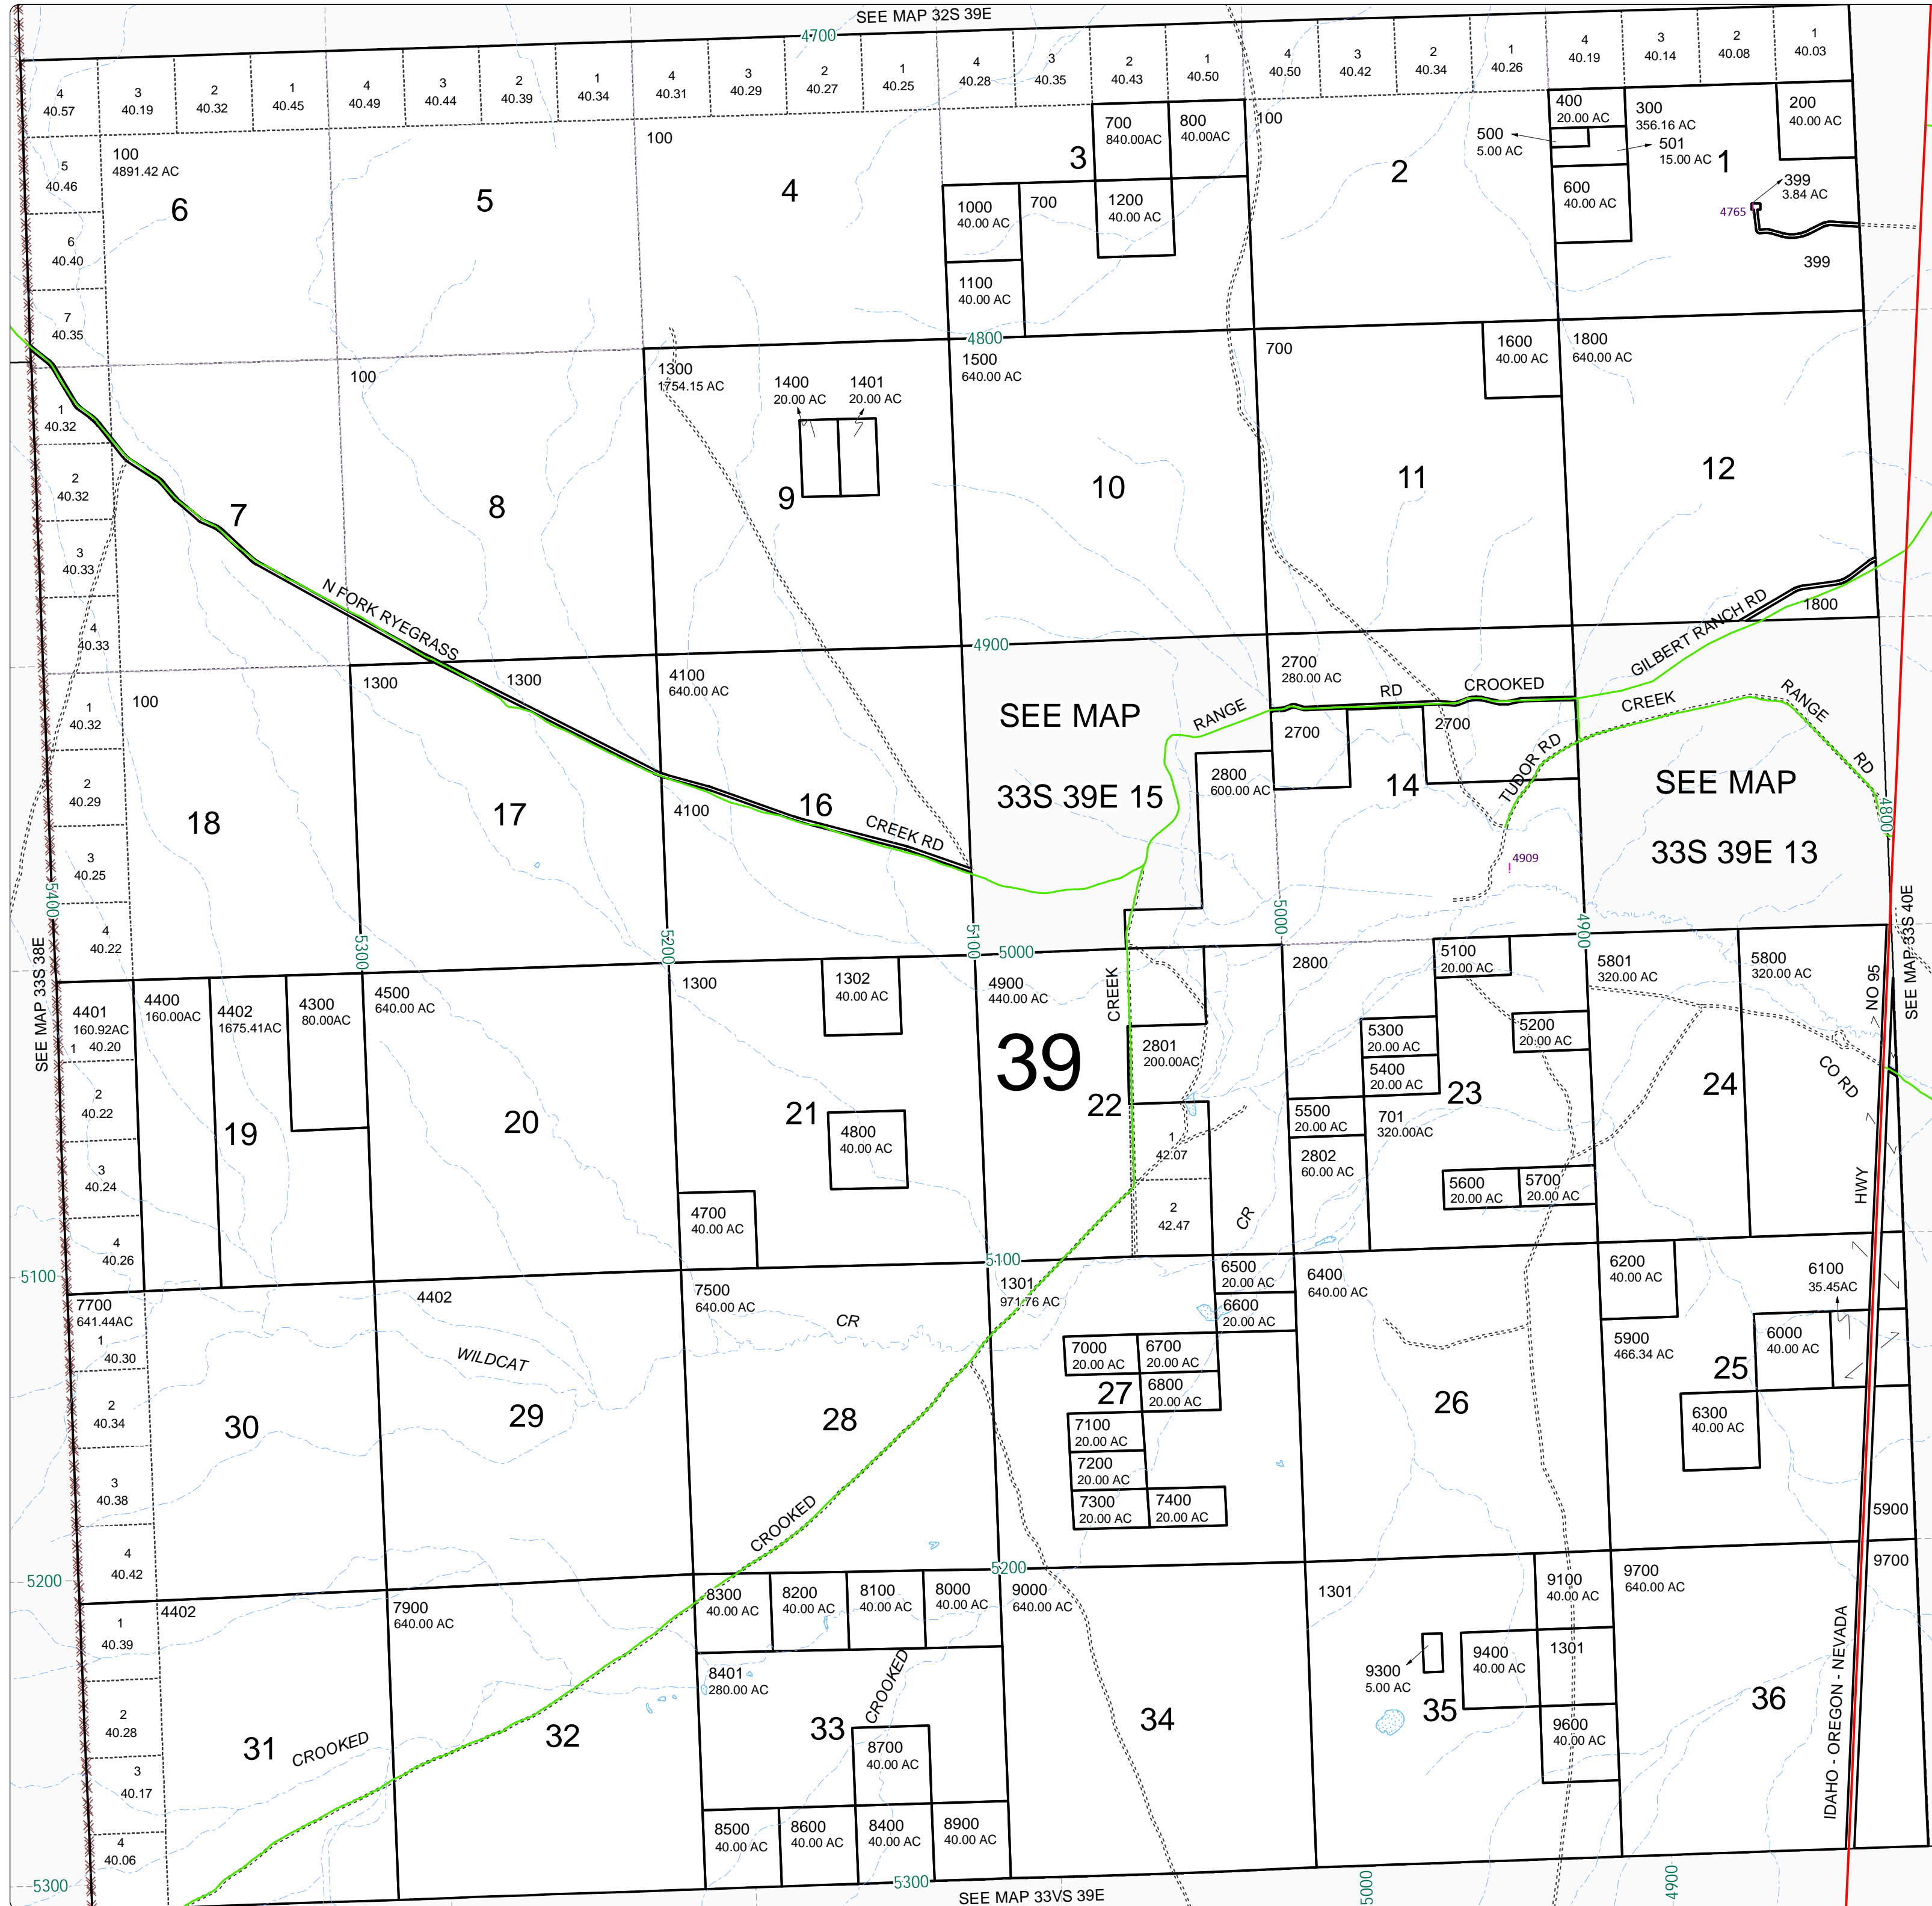 SEE MAP 32S 39E
4700
4
40.57
3
40.19
2
40.32
1
40.45
4
40.49
3
40.44
2
40.39
1
40.34
4
40.31
3
40.29
2
40.27
1
40.25
4
40.28
3
40.35
2
40.43
1
40.50
4
40.50
3
40.42
2
40.34
1
40.26
4
40.19
3
40.14
2
40.08
1
40.03
5
40.46
6
40.40
7
40.35
100
4891.42 AC
6
5
100
4
3
700
840.00AC
800
40.00AC
1000
40.00 AC
700
1200
40.00 AC
1100
40.00 AC
100
2
500
5.00 AC
400
20.00 AC
300
356.16 AC
200
40.00 AC
501
15.00 AC
1
600
40.00 AC
399
3.84 AC
4765
399
4800
1
40.32
2
40.32
3
40.33
4
40.33
7
100
8
1300
1754.15 AC
1400
20.00 AC
1401
20.00 AC
9
1500
640.00 AC
10
700
11
1600
40.00 AC
1800
640.00 AC
12
1800
GILBERT RANCH RD
N FORK RYEGRASS
CREEK RD
4900
1
40.32
2
40.29
3
40.25
4
40.22
100
18
1300
1300
17
4100
640.00 AC
4100
16
SEE MAP
33S 39E 15
RANGE
RD
CROOKED
CREEK
RANGE
RD
2700
280.00 AC
2700
2700
2800
600.00 AC
14
TUDOR RD
4909
SEE MAP
33S 39E 13
4800
5400
5300
5200
5100
5000
5000
4900
SEE MAP 33S 38E
SEE MAP 33S 40E
4401
160.92AC
1
40.20
2
40.22
3
40.24
4
40.26
4400
160.00AC
4402
1675.41AC
4300
80.00AC
19
4500
640.00 AC
20
1300
1302
40.00 AC
21
4800
40.00 AC
4700
40.00 AC
4900
440.00 AC
39
22
CREEK
2801
200.00AC
1
42.07
2
42.47
CR
2800
5100
20.00 AC
5300
20.00 AC
5400
20.00 AC
5200
20.00 AC
5500
20.00 AC
701
320.00AC
23
2802
60.00 AC
5600
20.00 AC
5700
20.00 AC
5801
320.00 AC
5800
320.00 AC
24
NO 95
CO RD
HWY
5100
5100
7700
641.44AC
1
40.30
2
40.34
3
40.38
4
40.42
30
4402
WILDCAT
29
7500
640.00 AC
CR
28
CROOKED
1301
971.76 AC
6500
20.00 AC
6600
20.00 AC
7000
20.00 AC
6700
20.00 AC
27
6800
20.00 AC
7100
20.00 AC
7200
20.00 AC
7300
20.00 AC
7400
20.00 AC
6400
640.00 AC
26
6200
40.00 AC
6100
35.45AC
5900
466.34 AC
6000
40.00 AC
25
6300
40.00 AC
5900
5200
5200
1
40.39
2
40.28
3
40.17
4
40.06
4402
31
CROOKED
7900
640.00 AC
32
8300
40.00 AC
8200
40.00 AC
8100
40.00 AC
8000
40.00 AC
8401
280.00 AC
CROOKED
33
8700
40.00 AC
8500
40.00 AC
8600
40.00 AC
8400
40.00 AC
8900
40.00 AC
9000
640.00 AC
34
1301
9100
40.00 AC
9300
5.00 AC
9400
40.00 AC
1301
35
9600
40.00 AC
9700
640.00 AC
9700
36
IDAHO - OREGON - NEVADA
5300
5300
5000
4900
SEE MAP 33VS 39E